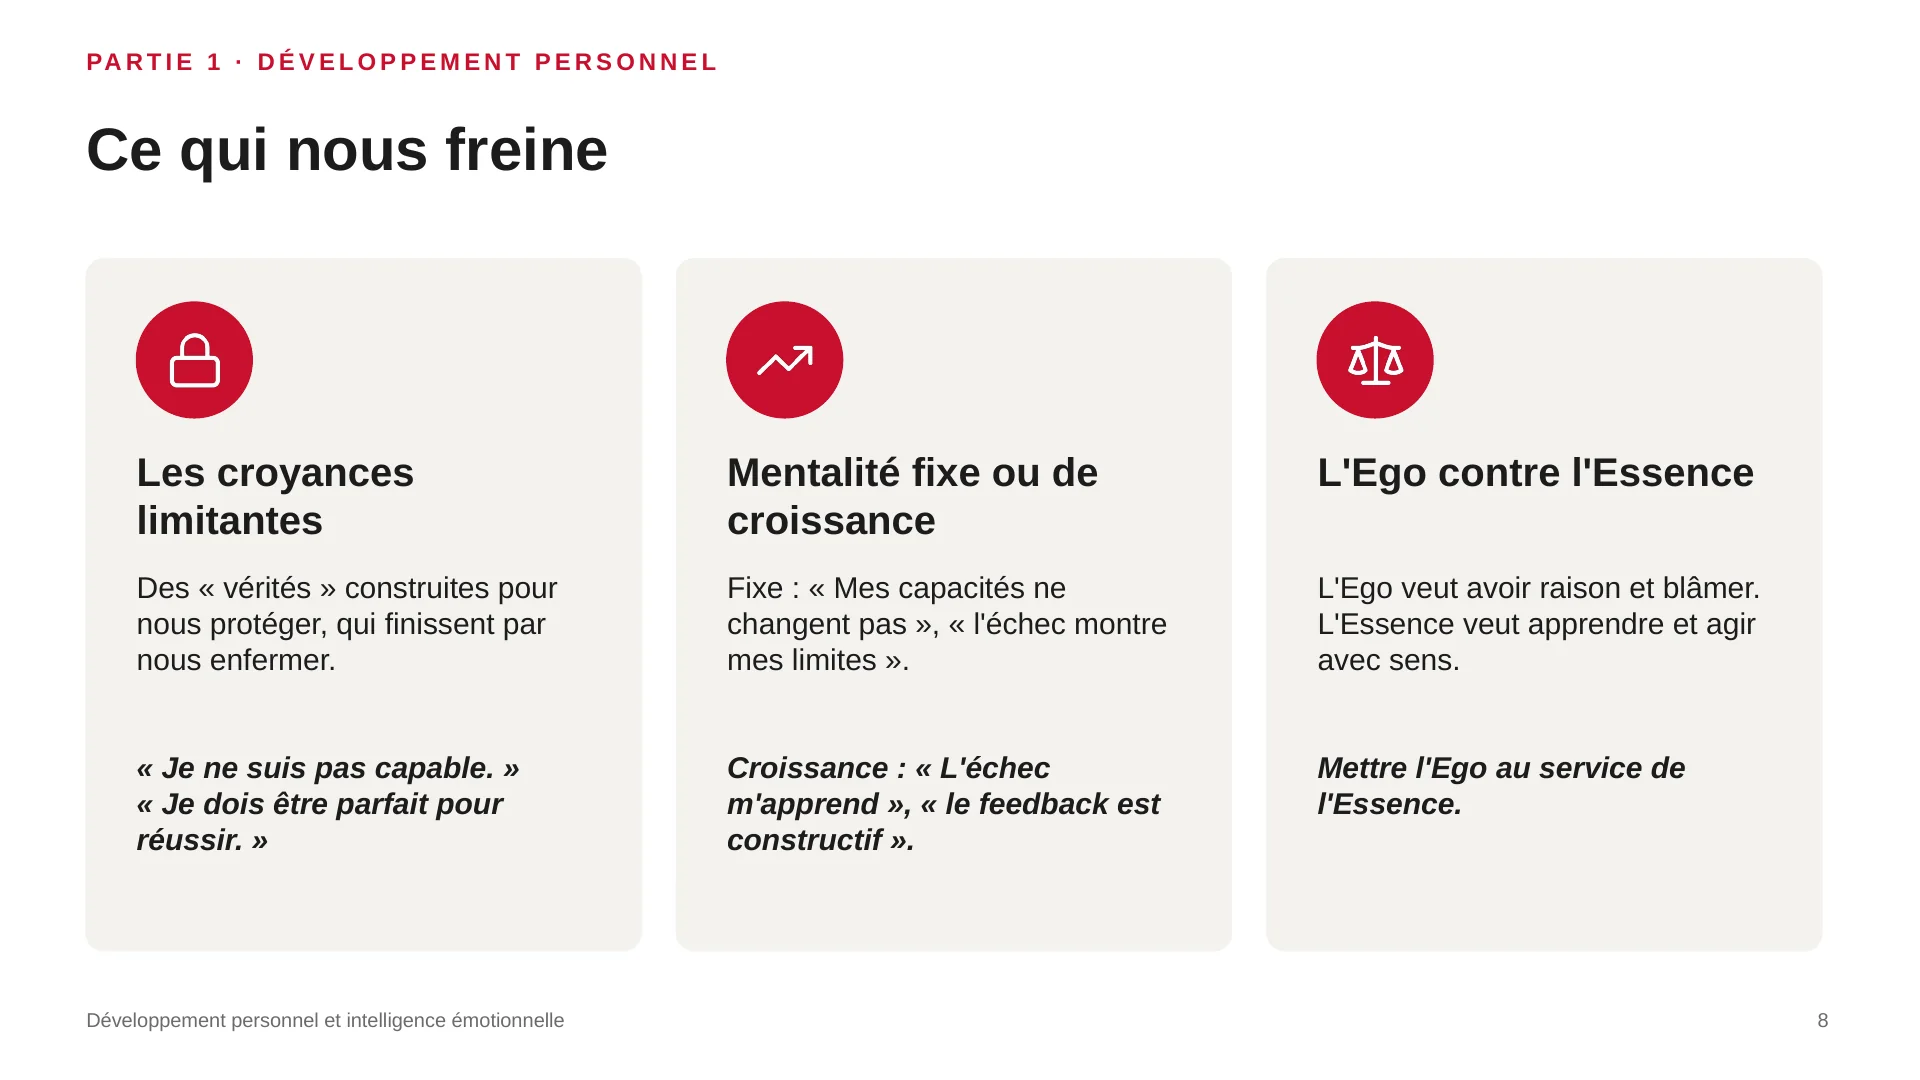 PARTIE 1 · DÉVELOPPEMENT PERSONNEL
Ce qui nous freine
Les croyances
limitantes
Des « vérités » construites pour
nous protéger, qui finissent par
nous enfermer.
« Je ne suis pas capable. »
« Je dois être parfait pour
réussir. »
Mentalité fixe ou de
croissance
Fixe : « Mes capacités ne
changent pas », « l'échec montre
mes limites ».
Croissance : « L'échec
m'apprend », « le feedback est
constructif ».
L'Ego contre l'Essence
L'Ego veut avoir raison et blâmer.
L'Essence veut apprendre et agir
avec sens.
Mettre l'Ego au service de
l'Essence.
Développement personnel et intelligence émotionnelle
8